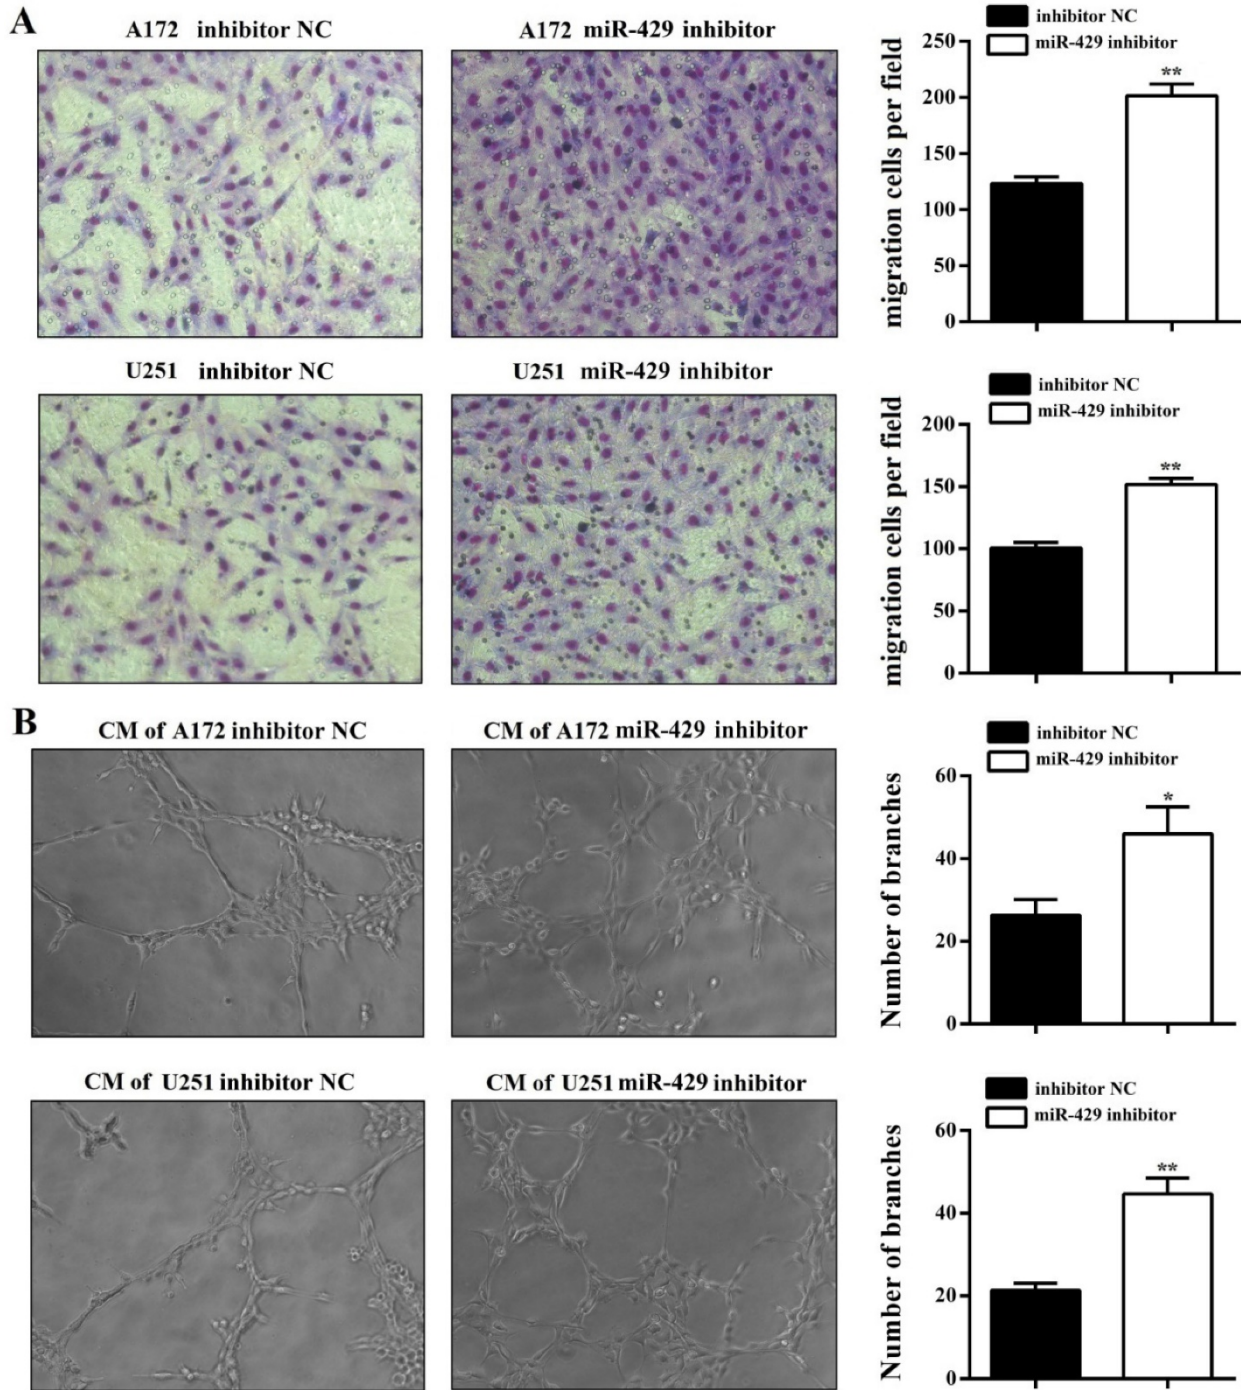 A
A172 inhibitor NC
A172 miR-429 inhibitor
inhibitor NC
miR-429 inhibitor
migration cells per field
250
200
150
100
50
0
**
U251 inhibitor NC
U251 miR-429 inhibitor
inhibitor NC
miR-429 inhibitor
migration cells per field
200
150
100
50
0
**
B
CM of A172 inhibitor NC
CM of A172 miR-429 inhibitor
inhibitor NC
miR-429 inhibitor
Number of branches
60
40
20
0
*
CM of U251 inhibitor NC
CM of U251 miR-429 inhibitor
inhibitor NC
miR-429 inhibitor
Number of branches
60
40
20
0
**